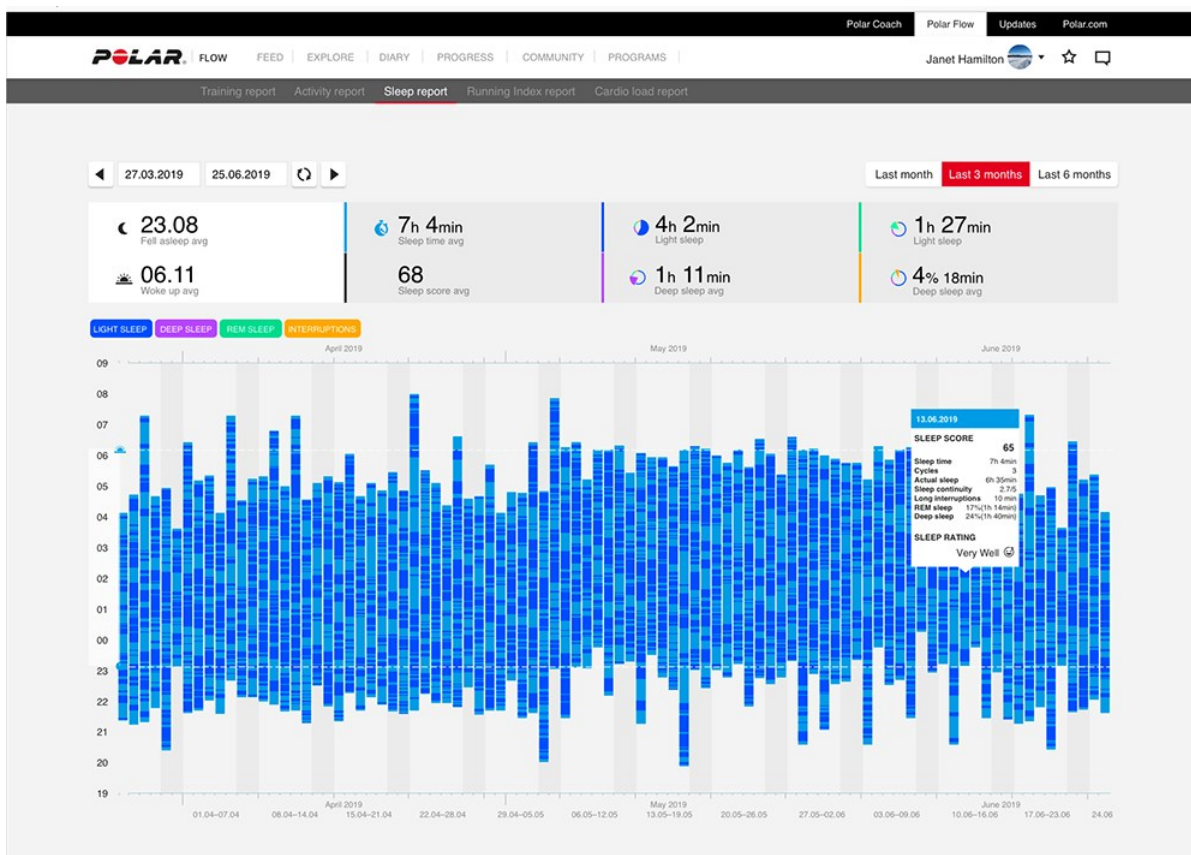 Polar Coach Polar Flow Updates Polar.com
POLAR. FLOW FEED EXPLORE DIARY PROGRESS COMMUNITY PROGRAMS Janet Hamilton
Training report Activity report Sleep report Running Index report Cardio load report
27.03.2019 25.06.2019 Last month Last 3 months Last 6 months
23.08 7h 4min 4h 2min 1h 27min
Fell asleep avg Sleep time avg Light sleep Light sleep
06.11 68 1h 11min 4% 18min
Woke up avg Sleep score avg Deep sleep avg Deep sleep avg
LIGHT SLEEP DEEP SLEEP REM SLEEP INTERRUPTIONS
April 2019 May 2019 June 2019
09
08
07
06
05
04
03
02
01
00
23
22
21
20
19
13.06.2019
SLEEP SCORE
65
Sleep time 7h 4min
Cycles 3
Actual sleep 6h 35min
Sleep continuity 2.7/5
Long interruptions 10 min
REM sleep 17%(1h 14min)
Deep sleep 24%(1h 40min)
SLEEP RATING
Very Well
April 2019 May 2019 June 2019
01.04–07.04 08.04–14.04 15.04–21.04 22.04–28.04 29.04–05.05 06.05–12.05 13.05–19.05 20.05–26.05 27.05–02.06 03.06–09.06 10.06–16.06 17.06–23.06 24.06